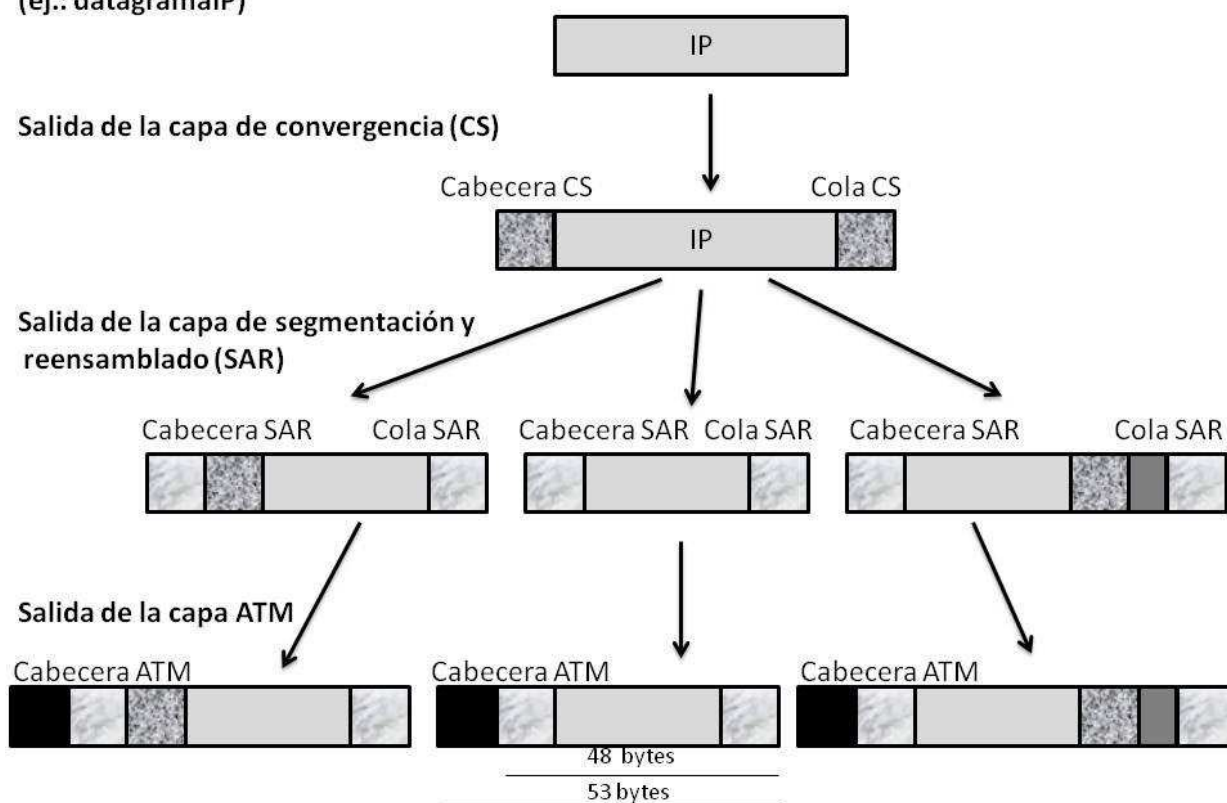 (ej.: datagramaIP)
IP
Salida de la capa de convergencia (CS)
Cabecera CS
Cola CS
IP
Salida de la capa de segmentación y
reensamblado (SAR)
Cabecera SAR
Cola SAR
Cabecera SAR
Cola SAR
Cabecera SAR
Cola SAR
Salida de la capa ATM
Cabecera ATM
Cabecera ATM
Cabecera ATM
48 bytes
53 bytes